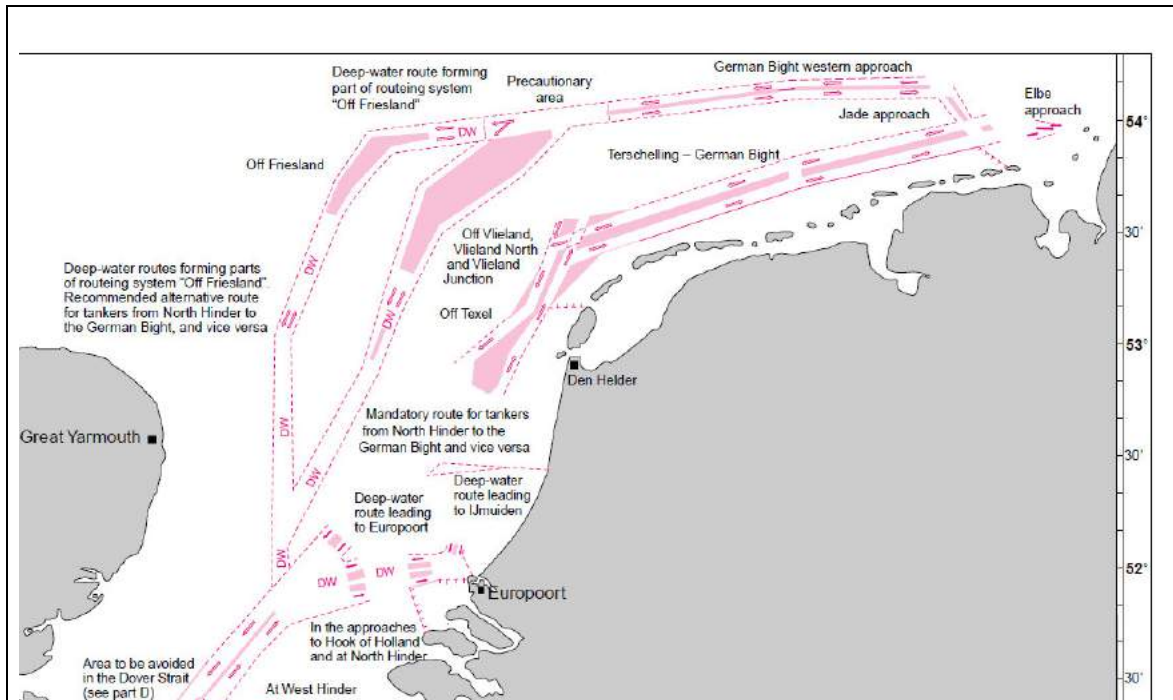 Deep-water route forming
part of routeing system
"Off Friesland"
Precautionary
area
German Bight western approach
Elbe
approach
Jade approach
54°
DW
Off Friesland
Terschelling – German Bight
Off Vlieland,
Vlieland North
and Vlieland
Junction
30'
Deep-water routes forming parts
of routeing system "Off Friesland".
Recommended alternative route
for tankers from North Hinder to
the German Bight, and vice versa
DW
DW
Off Texel
53°
Den Helder
Mandatory route for tankers
from North Hinder to the
German Bight and vice versa
Great Yarmouth
DW
30'
DW
Deep-water
route leading
to IJmuiden
Deep-water
route leading
to Europoort
DW
DW
DW
52°
Europoort
In the approaches
to Hook of Holland
and at North Hinder
Area to be avoided
in the Dover Strait
(see part D)
At West Hinder
30'